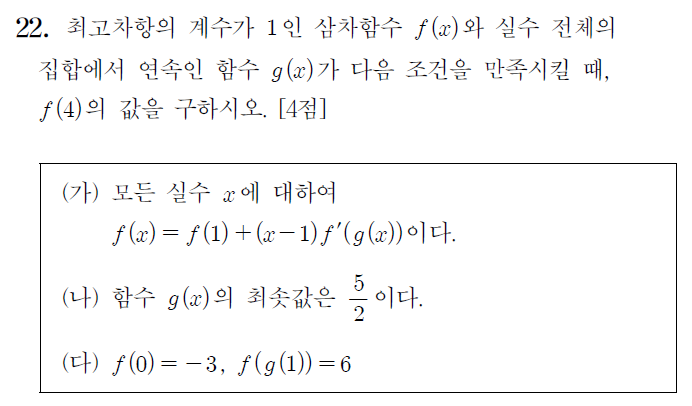 22. 최고차항의 계수가 1인 삼차함수 f(x)와 실수 전체의
집합에서 연속인 함수 g(x)가 다음 조건을 만족시킬 때,
f(4)의 값을 구하시오. [4점]
(가) 모든 실수 x에 대하여
f(x)=f(1)+(x-1)f′(g(x))이다.
(나) 함수 g(x)의 최솟값은 5/2이다.
(다) f(0)=-3, f(g(1))=6